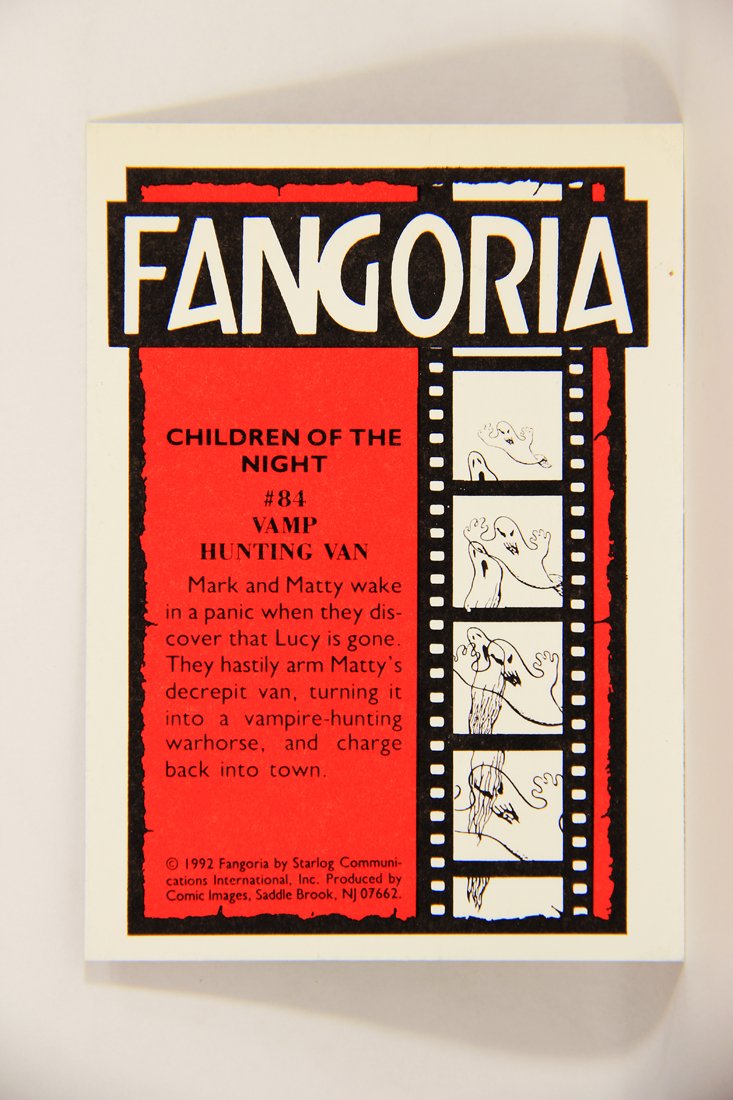 FANGORIA
CHILDREN OF THE
NIGHT
#84
VAMP
HUNTING VAN
Mark and Matty wake
in a panic when they dis-
cover that Lucy is gone.
They hastily arm Matty's
decrepit van, turning it
into a vampire-hunting
warhorse, and charge
back into town.
© 1992 Fangoria by Starlog Communi-
cations International, Inc. Produced by
Comic Images, Saddle Brook, NJ 07662.